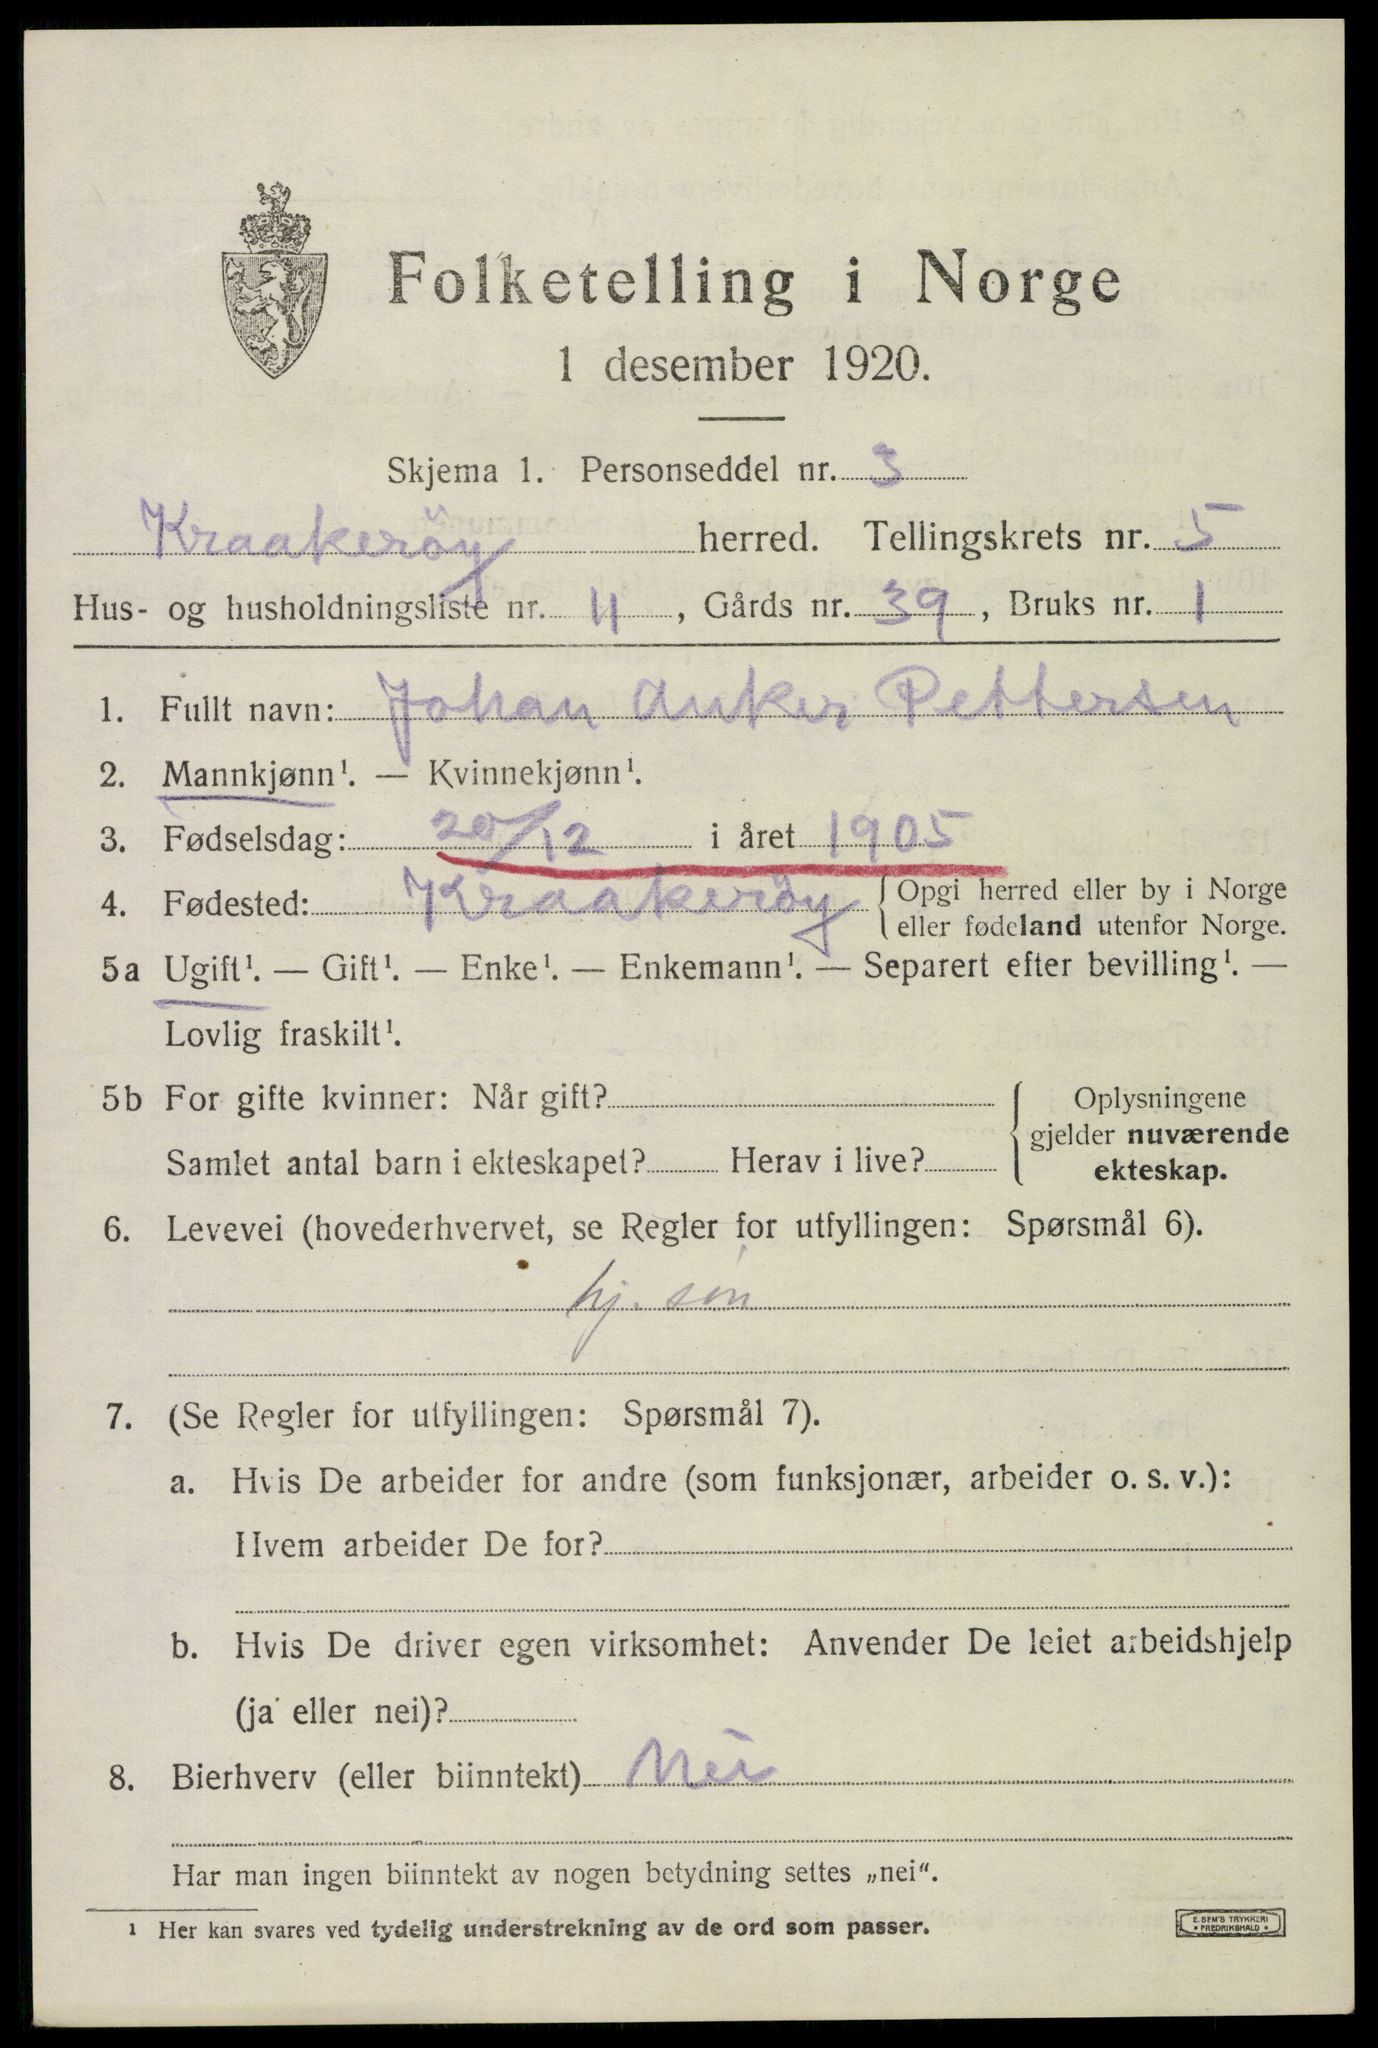 Folketelling i Norge
1 desember 1920.
Skjema 1. Personseddel nr. 3
Kraakeröy herred. Tellingskrets nr. 5
Hus- og husholdningsliste nr. 11, Gårds nr. 39, Bruks nr. 1
1. Fullt navn: Johan Anker Pettersen
2. Mannkjønn¹. — Kvinnekjønn¹.
3. Fødselsdag: 20/12 i året 1905
4. Fødested: Kraakeröy { Opgi herred eller by i Norge
eller fødeland utenfor Norge.
5a Ugift¹. — Gift¹. — Enke¹. — Enkemann¹. — Separert efter bevilling¹. —
Lovlig fraskilt¹.
5b For gifte kvinner: Når gift?
Samlet antal barn i ekteskapet? Herav i live?
Oplysningene
gjelder nuværende
ekteskap.
6. Levevei (hovederhvervet, se Regler for utfyllingen: Spørsmål 6).
hj. søn
7. (Se Regler for utfyllingen: Spørsmål 7).
a. Hvis De arbeider for andre (som funksjonær, arbeider o. s. v.):
Hvem arbeider De for?
b. Hvis De driver egen virksomhet: Anvender De leiet arbeidshjelp
(ja eller nei)?
8. Bierhverv (eller biinntekt) Nei
Har man ingen biinntekt av nogen betydning settes „nei“.
¹ Her kan svares ved tydelig understrekning av de ord som passer.
E. SEM'S TRYKKERI
* FREDRIKSHALD *